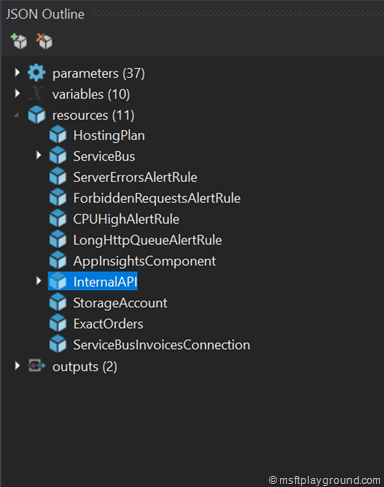 JSON Outline
parameters (37)
variables (10)
resources (11)
HostingPlan
ServiceBus
ServerErrorsAlertRule
ForbiddenRequestsAlertRule
CPUHighAlertRule
LongHttpQueueAlertRule
AppInsightsComponent
InternalAPI
StorageAccount
ExactOrders
ServiceBusInvoicesConnection
outputs (2)
© msftplayground.com